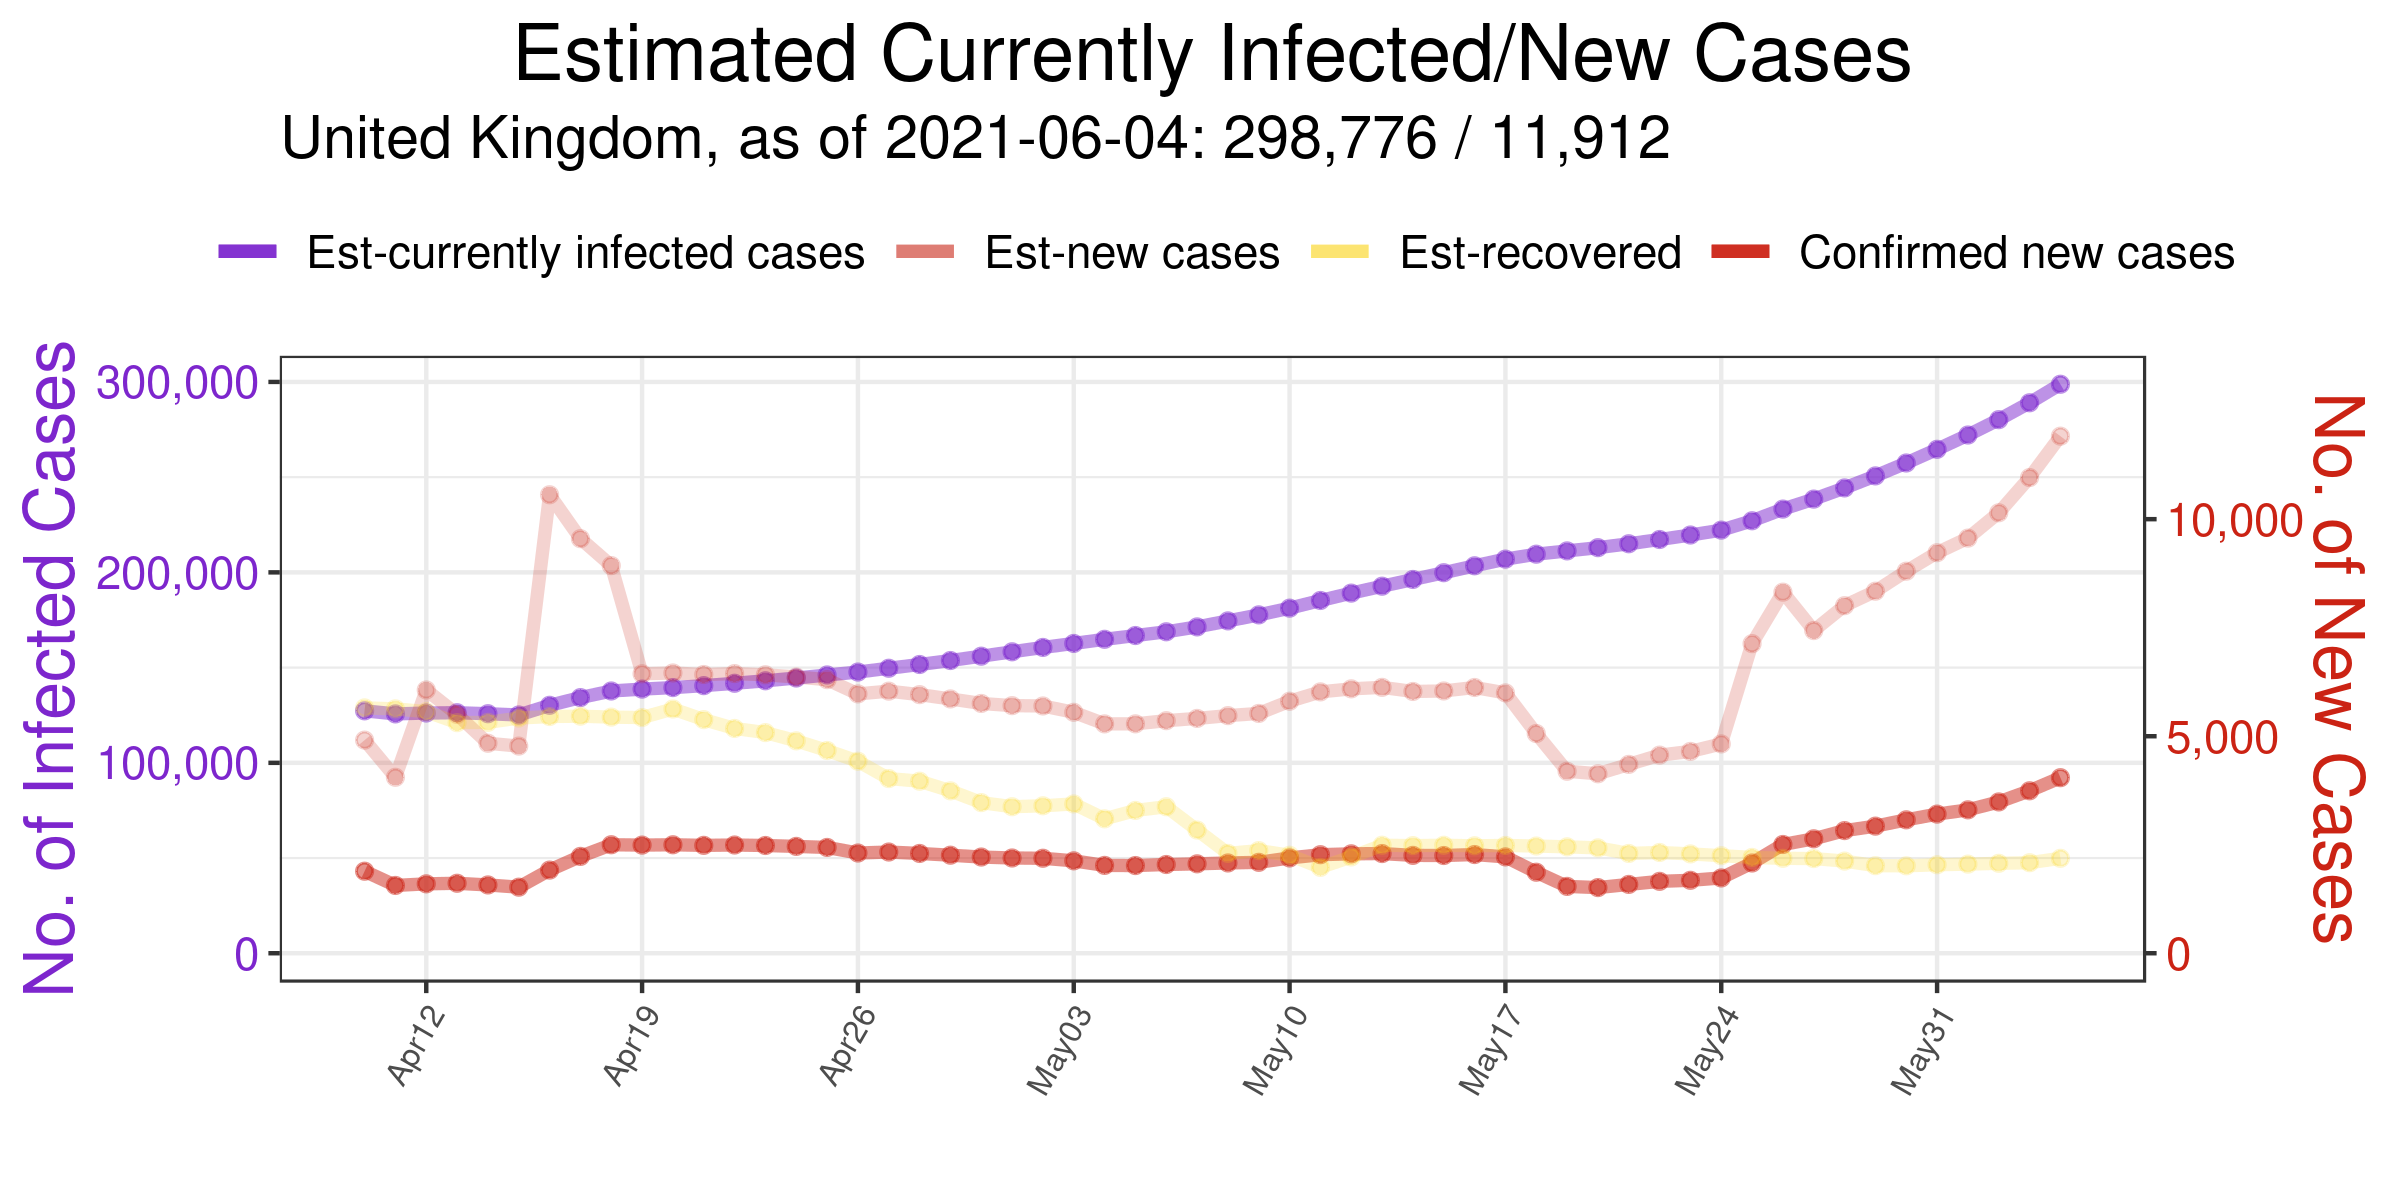 Estimated Currently Infected/New Cases
United Kingdom, as of 2021-06-04: 298,776 / 11,912
Est-currently infected cases Est-new cases Est-recovered Confirmed new cases
No. of Infected Cases
300,000
200,000
100,000
0
10,000
5,000
0
No. of New Cases
Apr12 Apr19 Apr26 May03 May10 May17 May24 May31